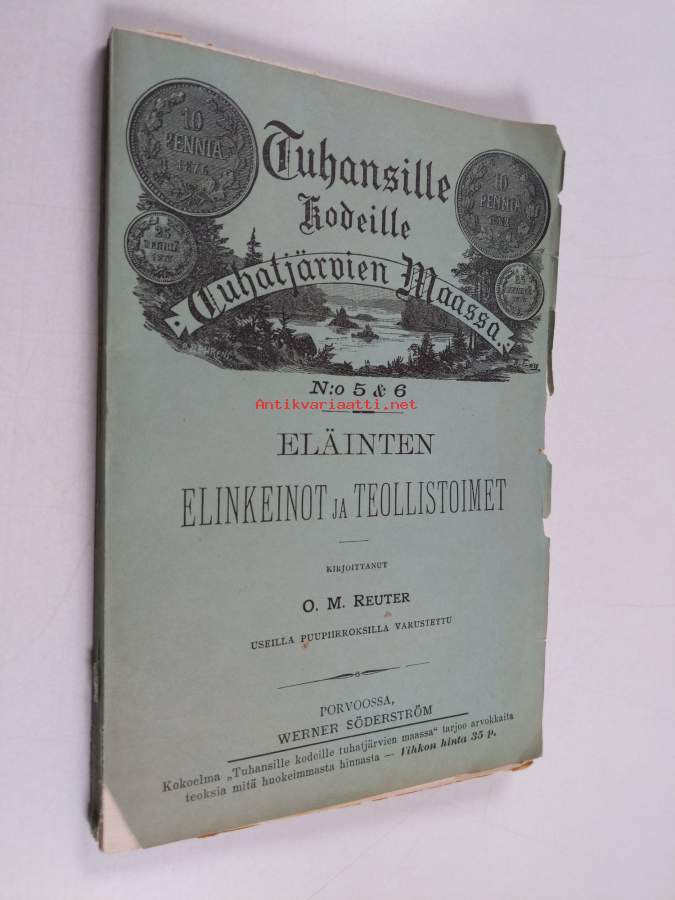 10
PENNIÄ
10
PENNIÄ
25
PENNIÄ
25
PENNIÄ
Tuhansille
Kodeille
Tuhatjärvien Maassa.
N:o 5 & 6
Antikvariaatti.net
ELÄINTEN
ELINKEINOT JA TEOLLISTOIMET
KIRJOITTANUT
O. M. REUTER
USEILLA PUUPIIRROKSILLA VARUSTETTU
PORVOOSSA,
WERNER SÖDERSTRÖM
Kokoelma „Tuhansille kodeille tuhatjärvien maassa" tarjoo arvokkaita
teoksia mitä huokeimmasta hinnasta — Vihkon hinta 35 p.